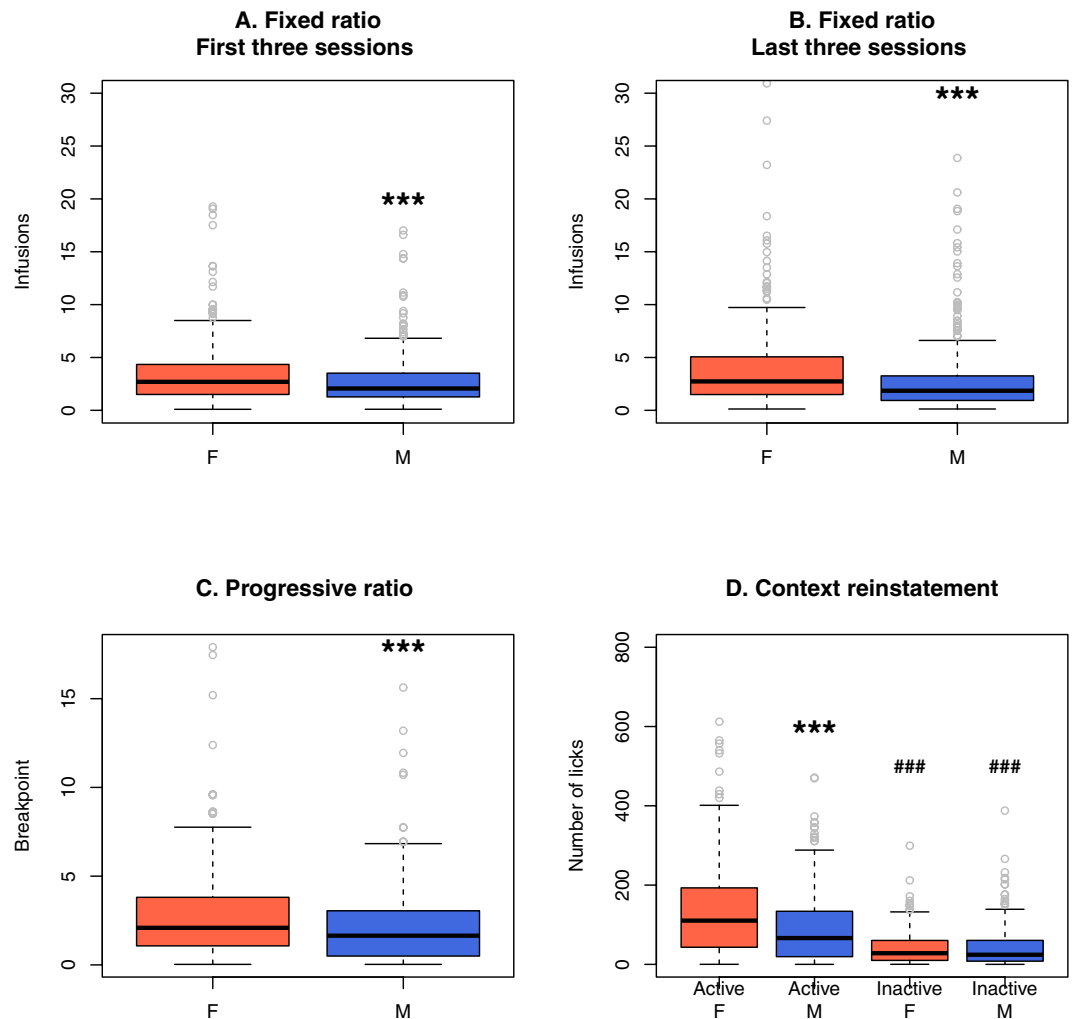 A. Fixed ratio
First three sessions
Infusions
30
25
20
15
10
5
0
***
F
M
B. Fixed ratio
Last three sessions
Infusions
30
25
20
15
10
5
0
***
F
M
C. Progressive ratio
Breakpoint
15
10
5
0
***
F
M
D. Context reinstatement
Number of licks
800
600
400
200
0
***
###
###
Active Active Inactive Inactive
F M F M